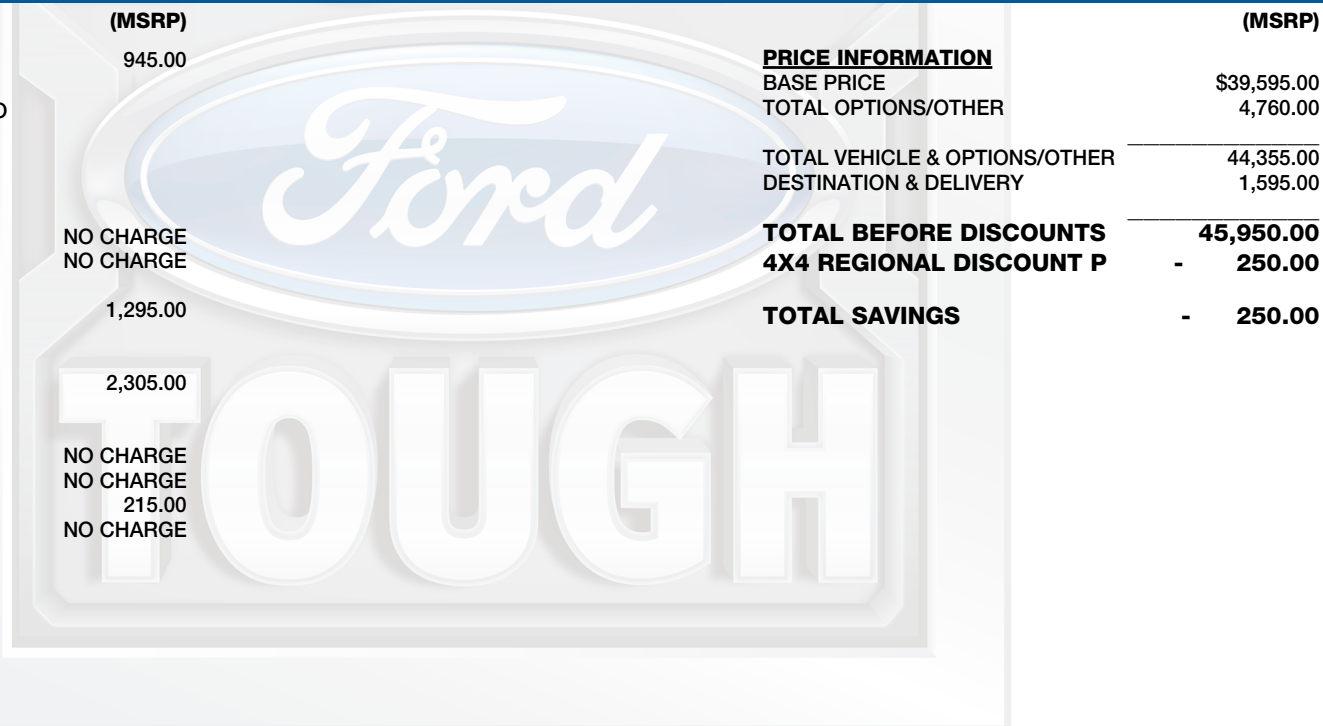 (MSRP)
945.00
NO CHARGE
NO CHARGE
1,295.00
2,305.00
NO CHARGE
NO CHARGE
215.00
NO CHARGE
Ford
TOUGH
(MSRP)
PRICE INFORMATION
BASE PRICE $39,595.00
TOTAL OPTIONS/OTHER 4,760.00
TOTAL VEHICLE & OPTIONS/OTHER 44,355.00
DESTINATION & DELIVERY 1,595.00
TOTAL BEFORE DISCOUNTS 45,950.00
4X4 REGIONAL DISCOUNT P - 250.00
TOTAL SAVINGS - 250.00